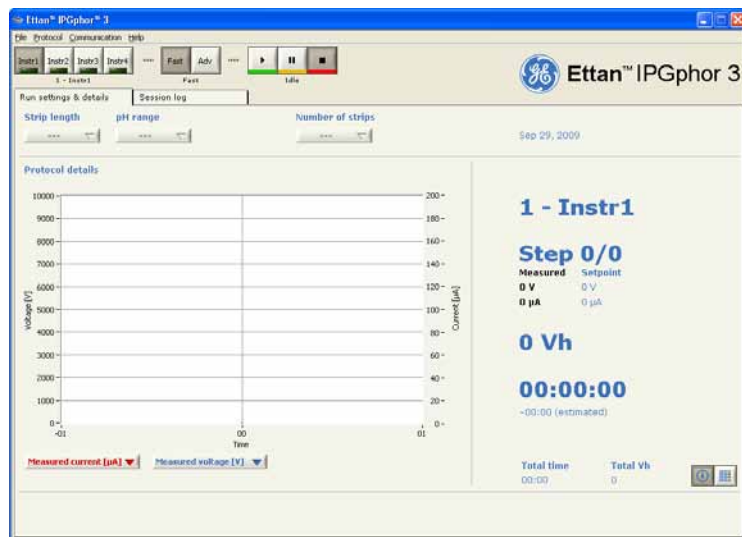 Ettan™ IPGphor™ 3
File Protocol Communication Help
Instr1 Instr2 Instr3 Instr4 ---- Fast Adv ----
1 - Instr1 Fast Idle
GE Ettan™ IPGphor 3
Run settings & details Session log
Strip length pH range Number of strips
--- --- ---
Sep 29, 2009
Protocol details
10000 9000 8000 7000 6000 5000 4000 3000 2000 1000 0
Voltage [V]
200 180 160 140 120 100 80 60 40 20 0
Current [µA]
-01 00 01
Time
Measured current [µA] Measured voltage [V]
1 - Instr1
Step 0/0
Measured Setpoint
0 V 0 V
0 µA 0 µA
0 Vh
00:00:00
~00:00 (estimated)
Total time Total Vh
00:00 0